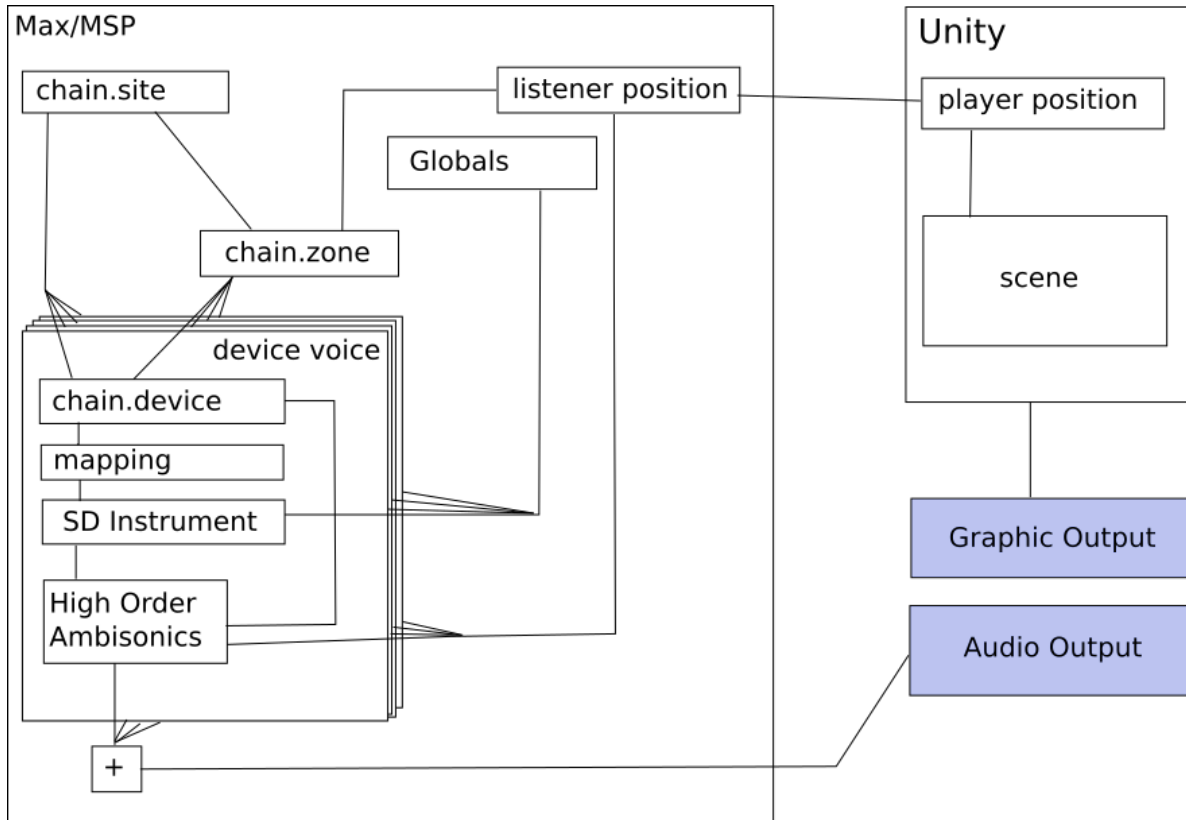 Max/MSP
chain.site
listener position
Globals
chain.zone
device voice
chain.device
mapping
SD Instrument
High Order
Ambisonics
+
Unity
player position
scene
Graphic Output
Audio Output